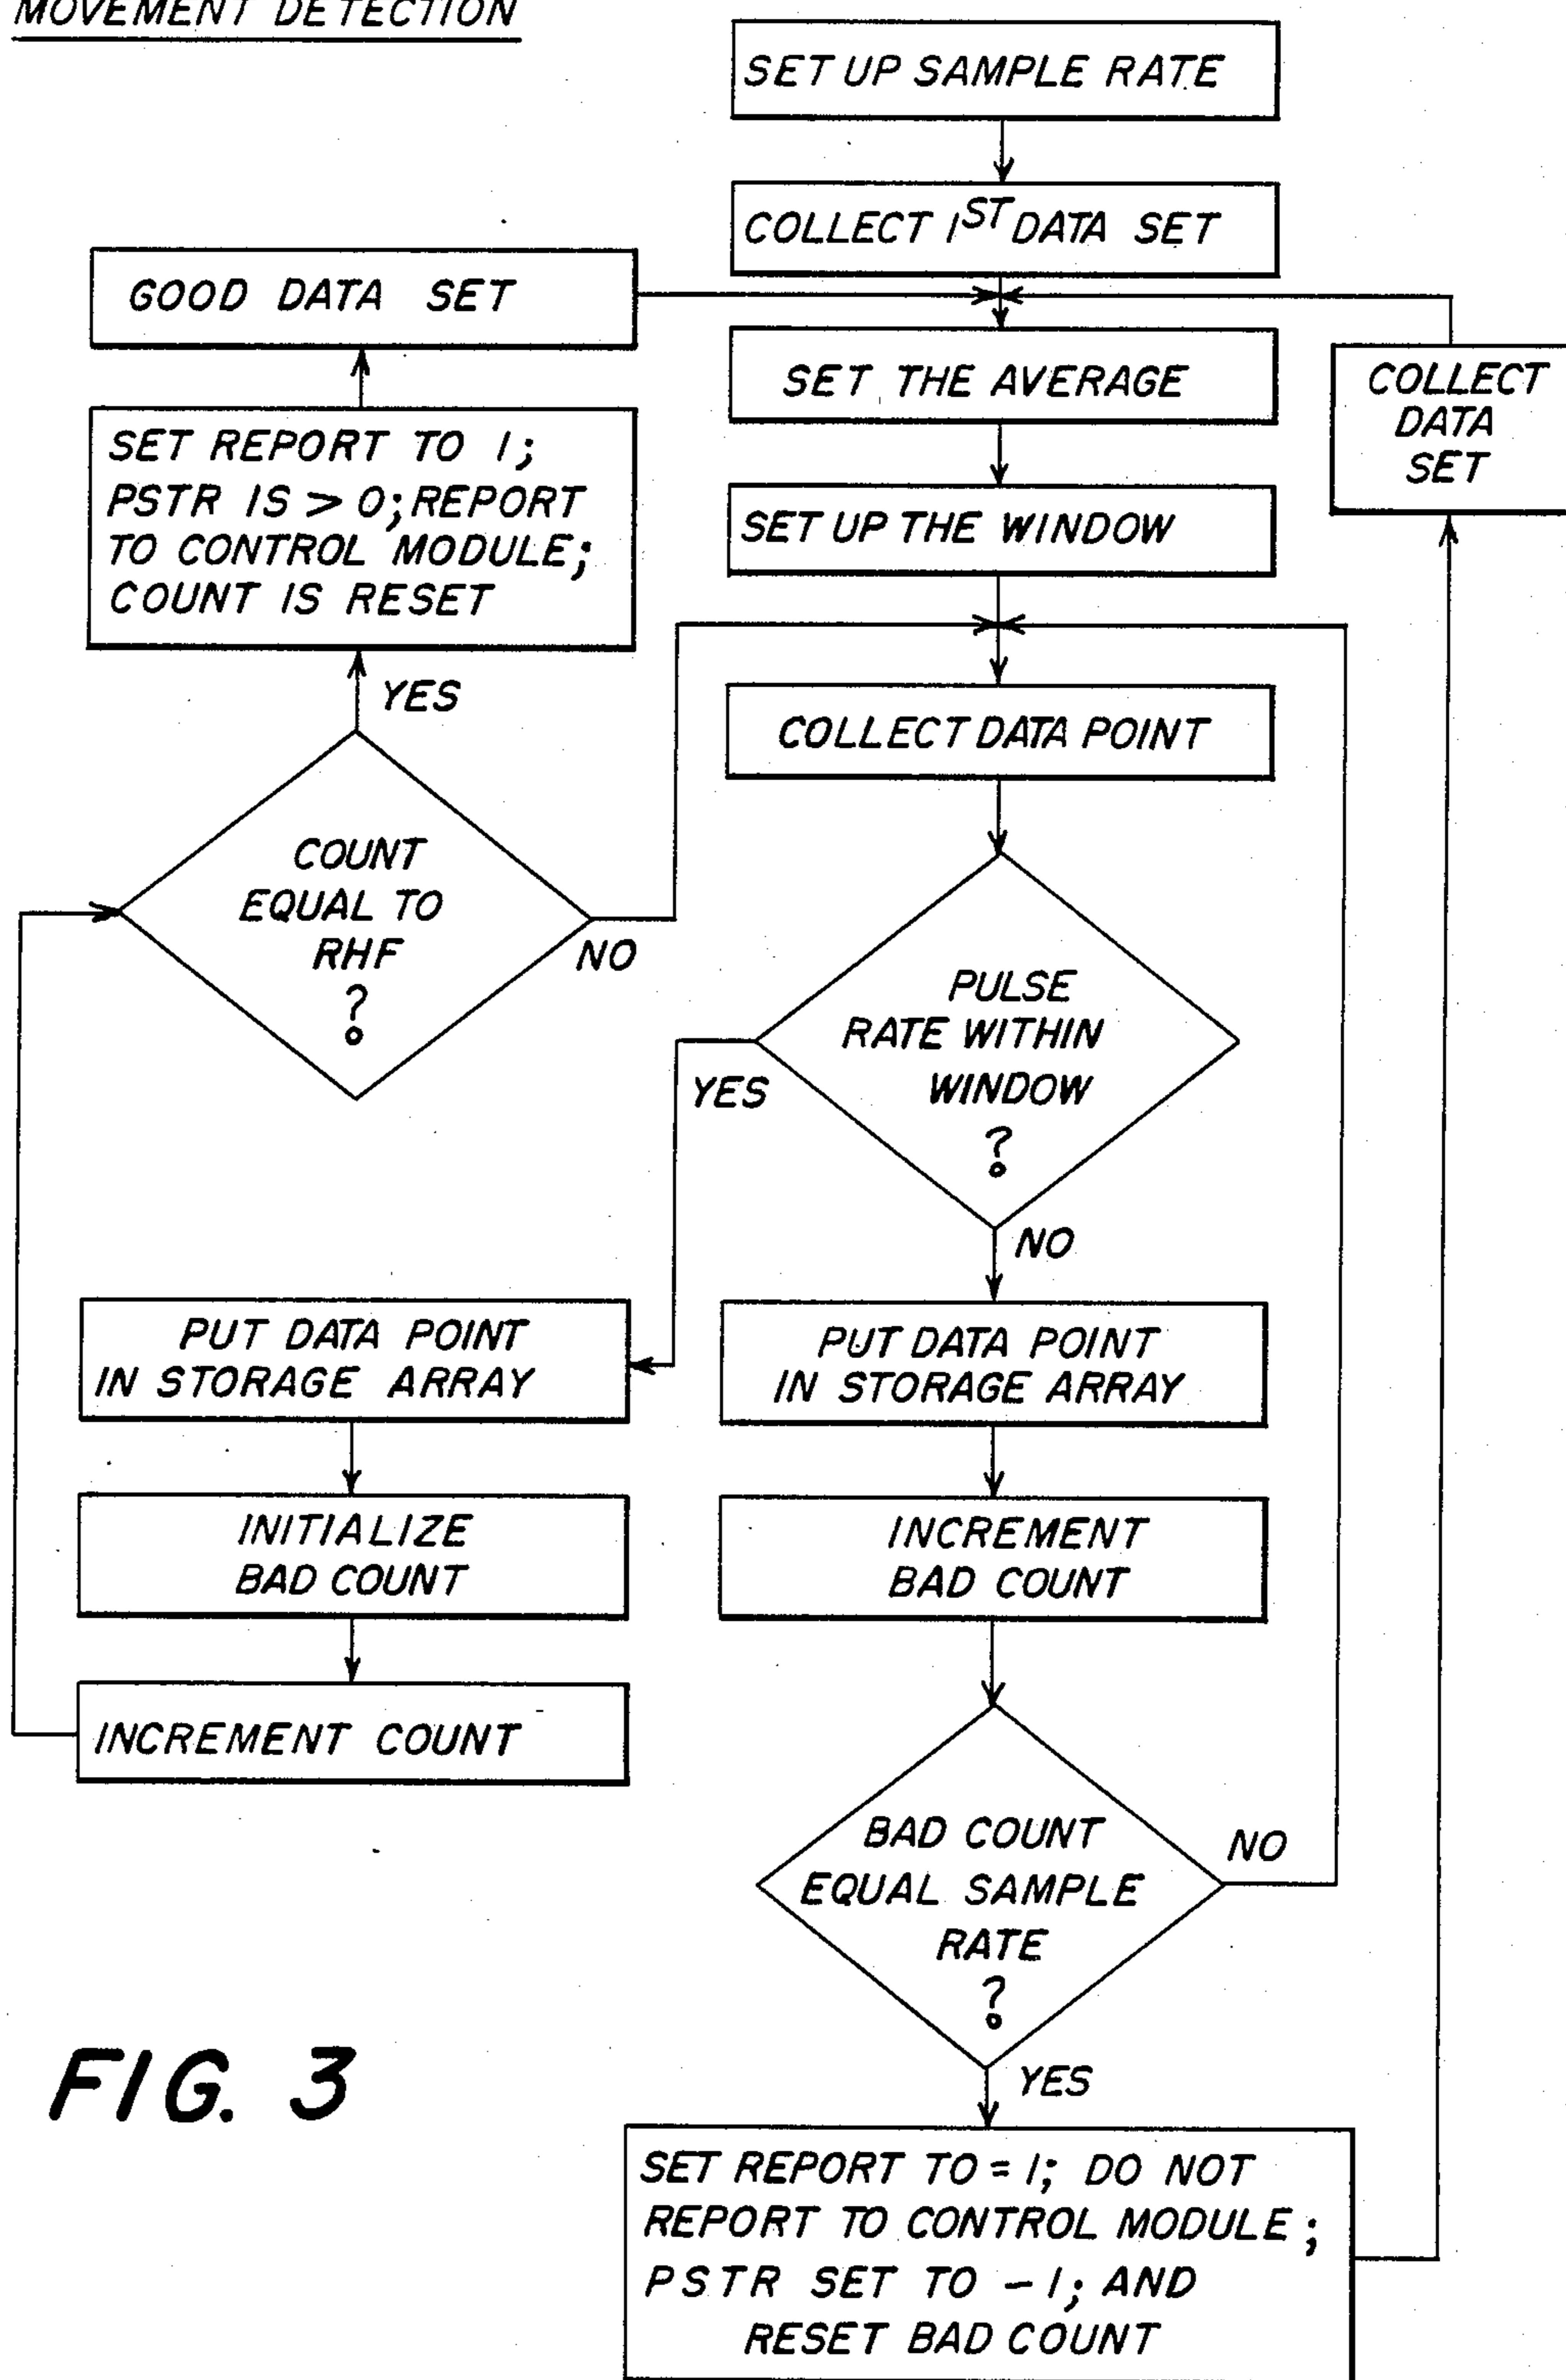 MOVEMENT DETECTION
SET UP SAMPLE RATE
COLLECT 1ST DATA SET
GOOD DATA SET
SET THE AVERAGE
COLLECT
DATA
SET
SET REPORT TO 1;
PSTR IS > 0; REPORT
TO CONTROL MODULE;
COUNT IS RESET
SET UP THE WINDOW
YES
COLLECT DATA POINT
COUNT
EQUAL TO
RHF
?
NO
PULSE
RATE WITHIN
WINDOW
?
YES
NO
PUT DATA POINT
IN STORAGE ARRAY
PUT DATA POINT
IN STORAGE ARRAY
INITIALIZE
BAD COUNT
INCREMENT
BAD COUNT
INCREMENT COUNT
BAD COUNT
EQUAL SAMPLE
RATE
?
NO
YES
FIG. 3
SET REPORT TO = 1; DO NOT
REPORT TO CONTROL MODULE;
PSTR SET TO - 1; AND
RESET BAD COUNT